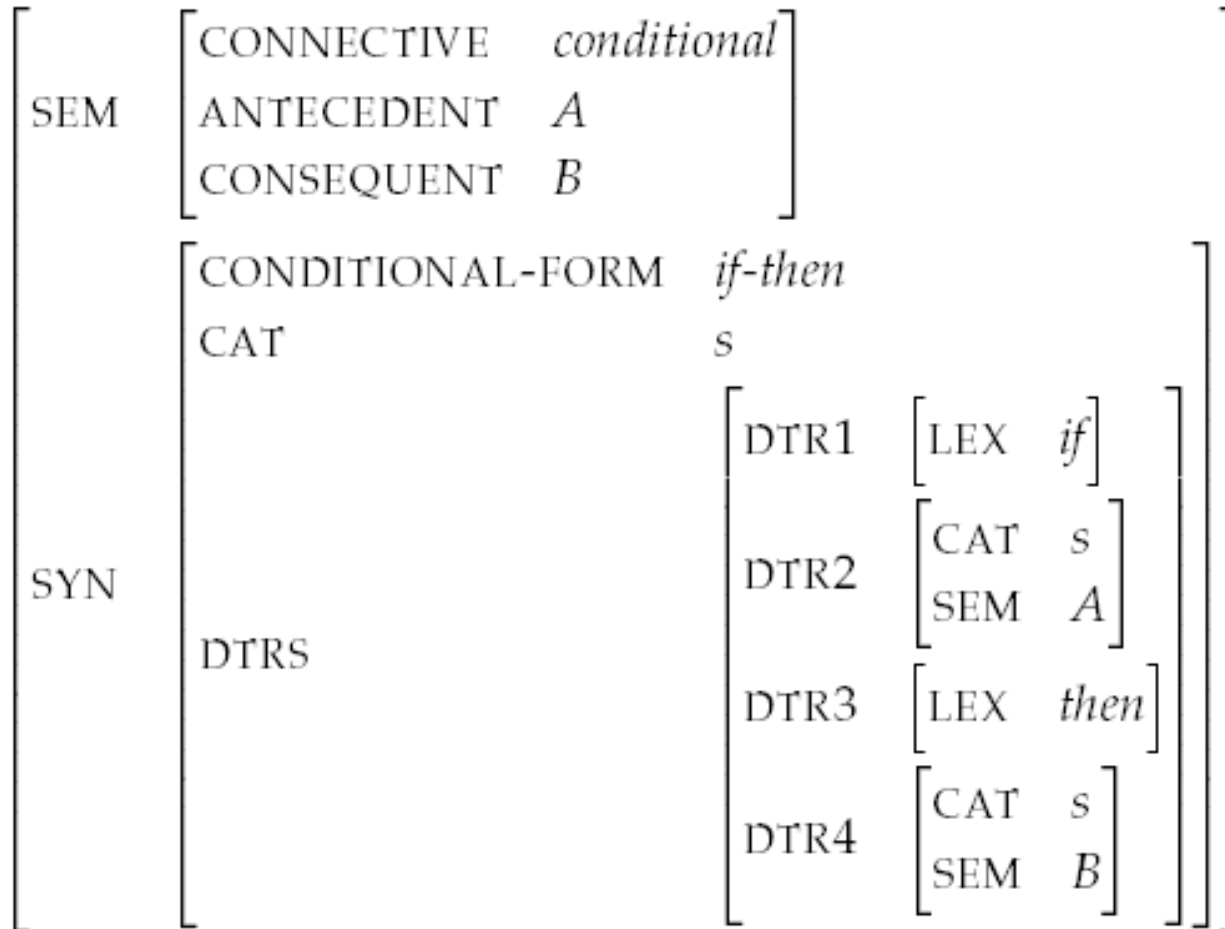 CONNECTIVE conditional
SEM ANTECEDENT A
CONSEQUENT B
CONDITIONAL-FORM if-then
CAT s
DTR1 LEX if
CAT s
DTR2
SEM A
SYN
DTRS
DTR3 LEX then
CAT s
DTR4
SEM B